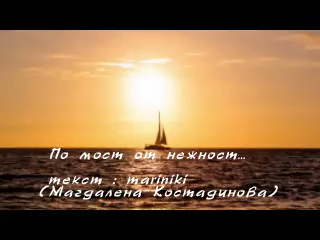 По мост от нежност...
текст : mariniki
(Магдалена Костадинова)